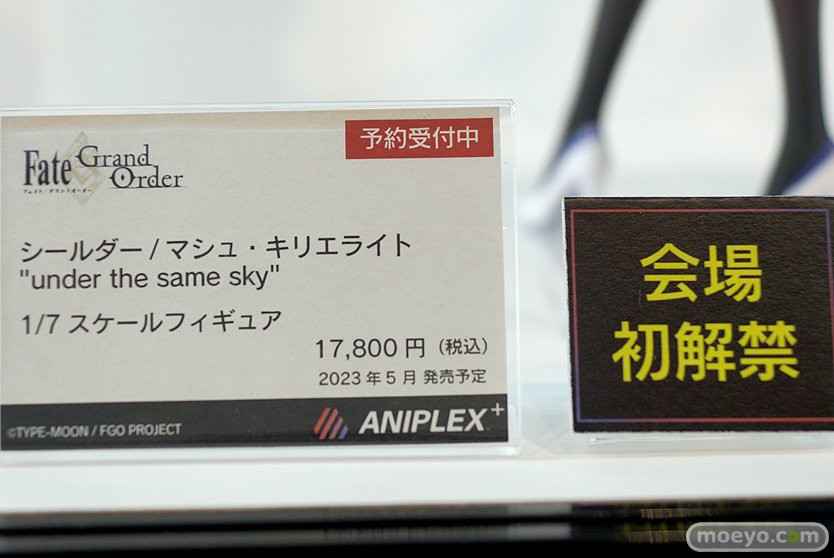 予約受付中
Fate
Grand
Order
フェイト/グランドオーダー
シールダー / マシュ・キリエライト
"under the same sky"
1/7 スケールフィギュア
17,800 円（税込）
2023 年 5 月 発売予定
©TYPE-MOON / FGO PROJECT
ANIPLEX+
会場
初解禁
moeyo.com